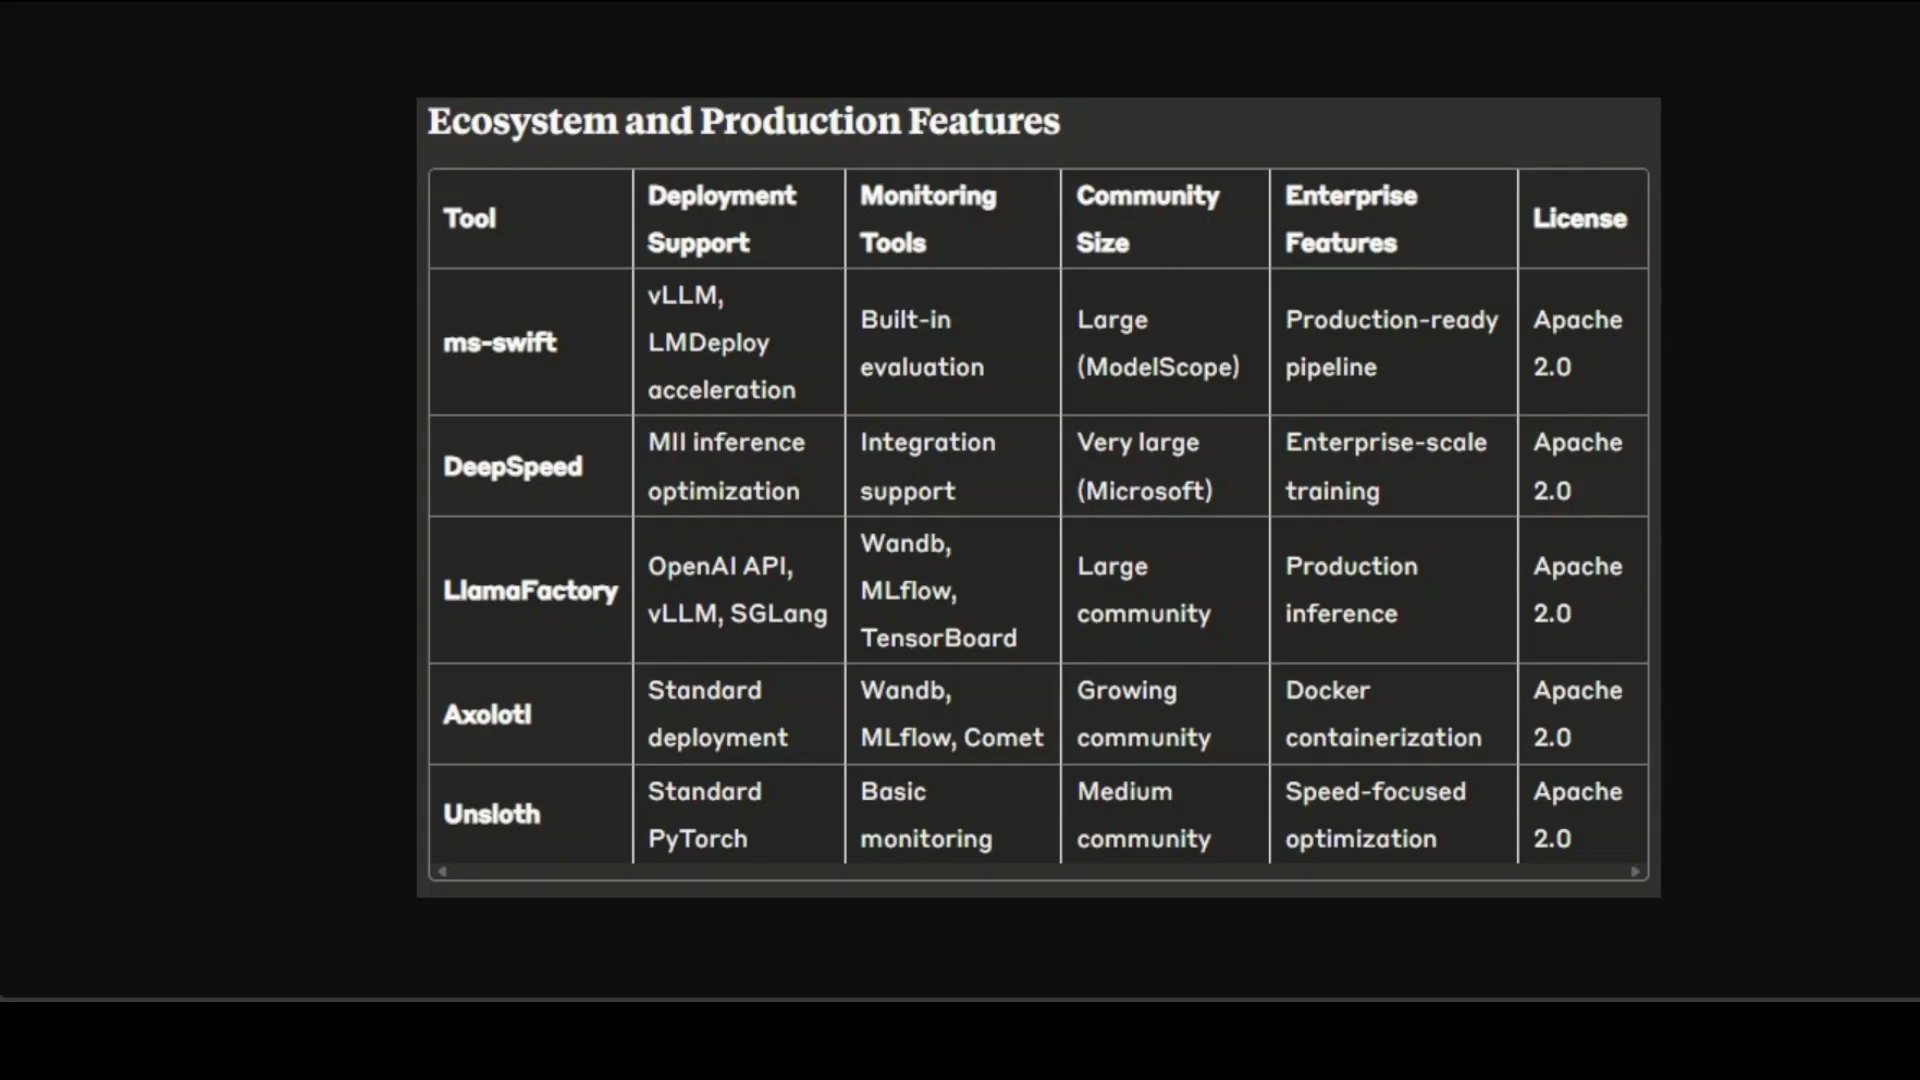 Ecosystem and Production Features
Tool
Deployment
Support
Monitoring
Tools
Community
Size
Enterprise
Features
License
ms-swift
vLLM,
LMDeploy
acceleration
Built-in
evaluation
Large
(ModelScope)
Production-ready
pipeline
Apache
2.0
DeepSpeed
MII inference
optimization
Integration
support
Very large
(Microsoft)
Enterprise-scale
training
Apache
2.0
LlamaFactory
OpenAI API,
vLLM, SGLang
Wandb,
MLflow,
TensorBoard
Large
community
Production
inference
Apache
2.0
Axolotl
Standard
deployment
Wandb,
MLflow, Comet
Growing
community
Docker
containerization
Apache
2.0
Unsloth
Standard
PyTorch
Basic
monitoring
Medium
community
Speed-focused
optimization
Apache
2.0